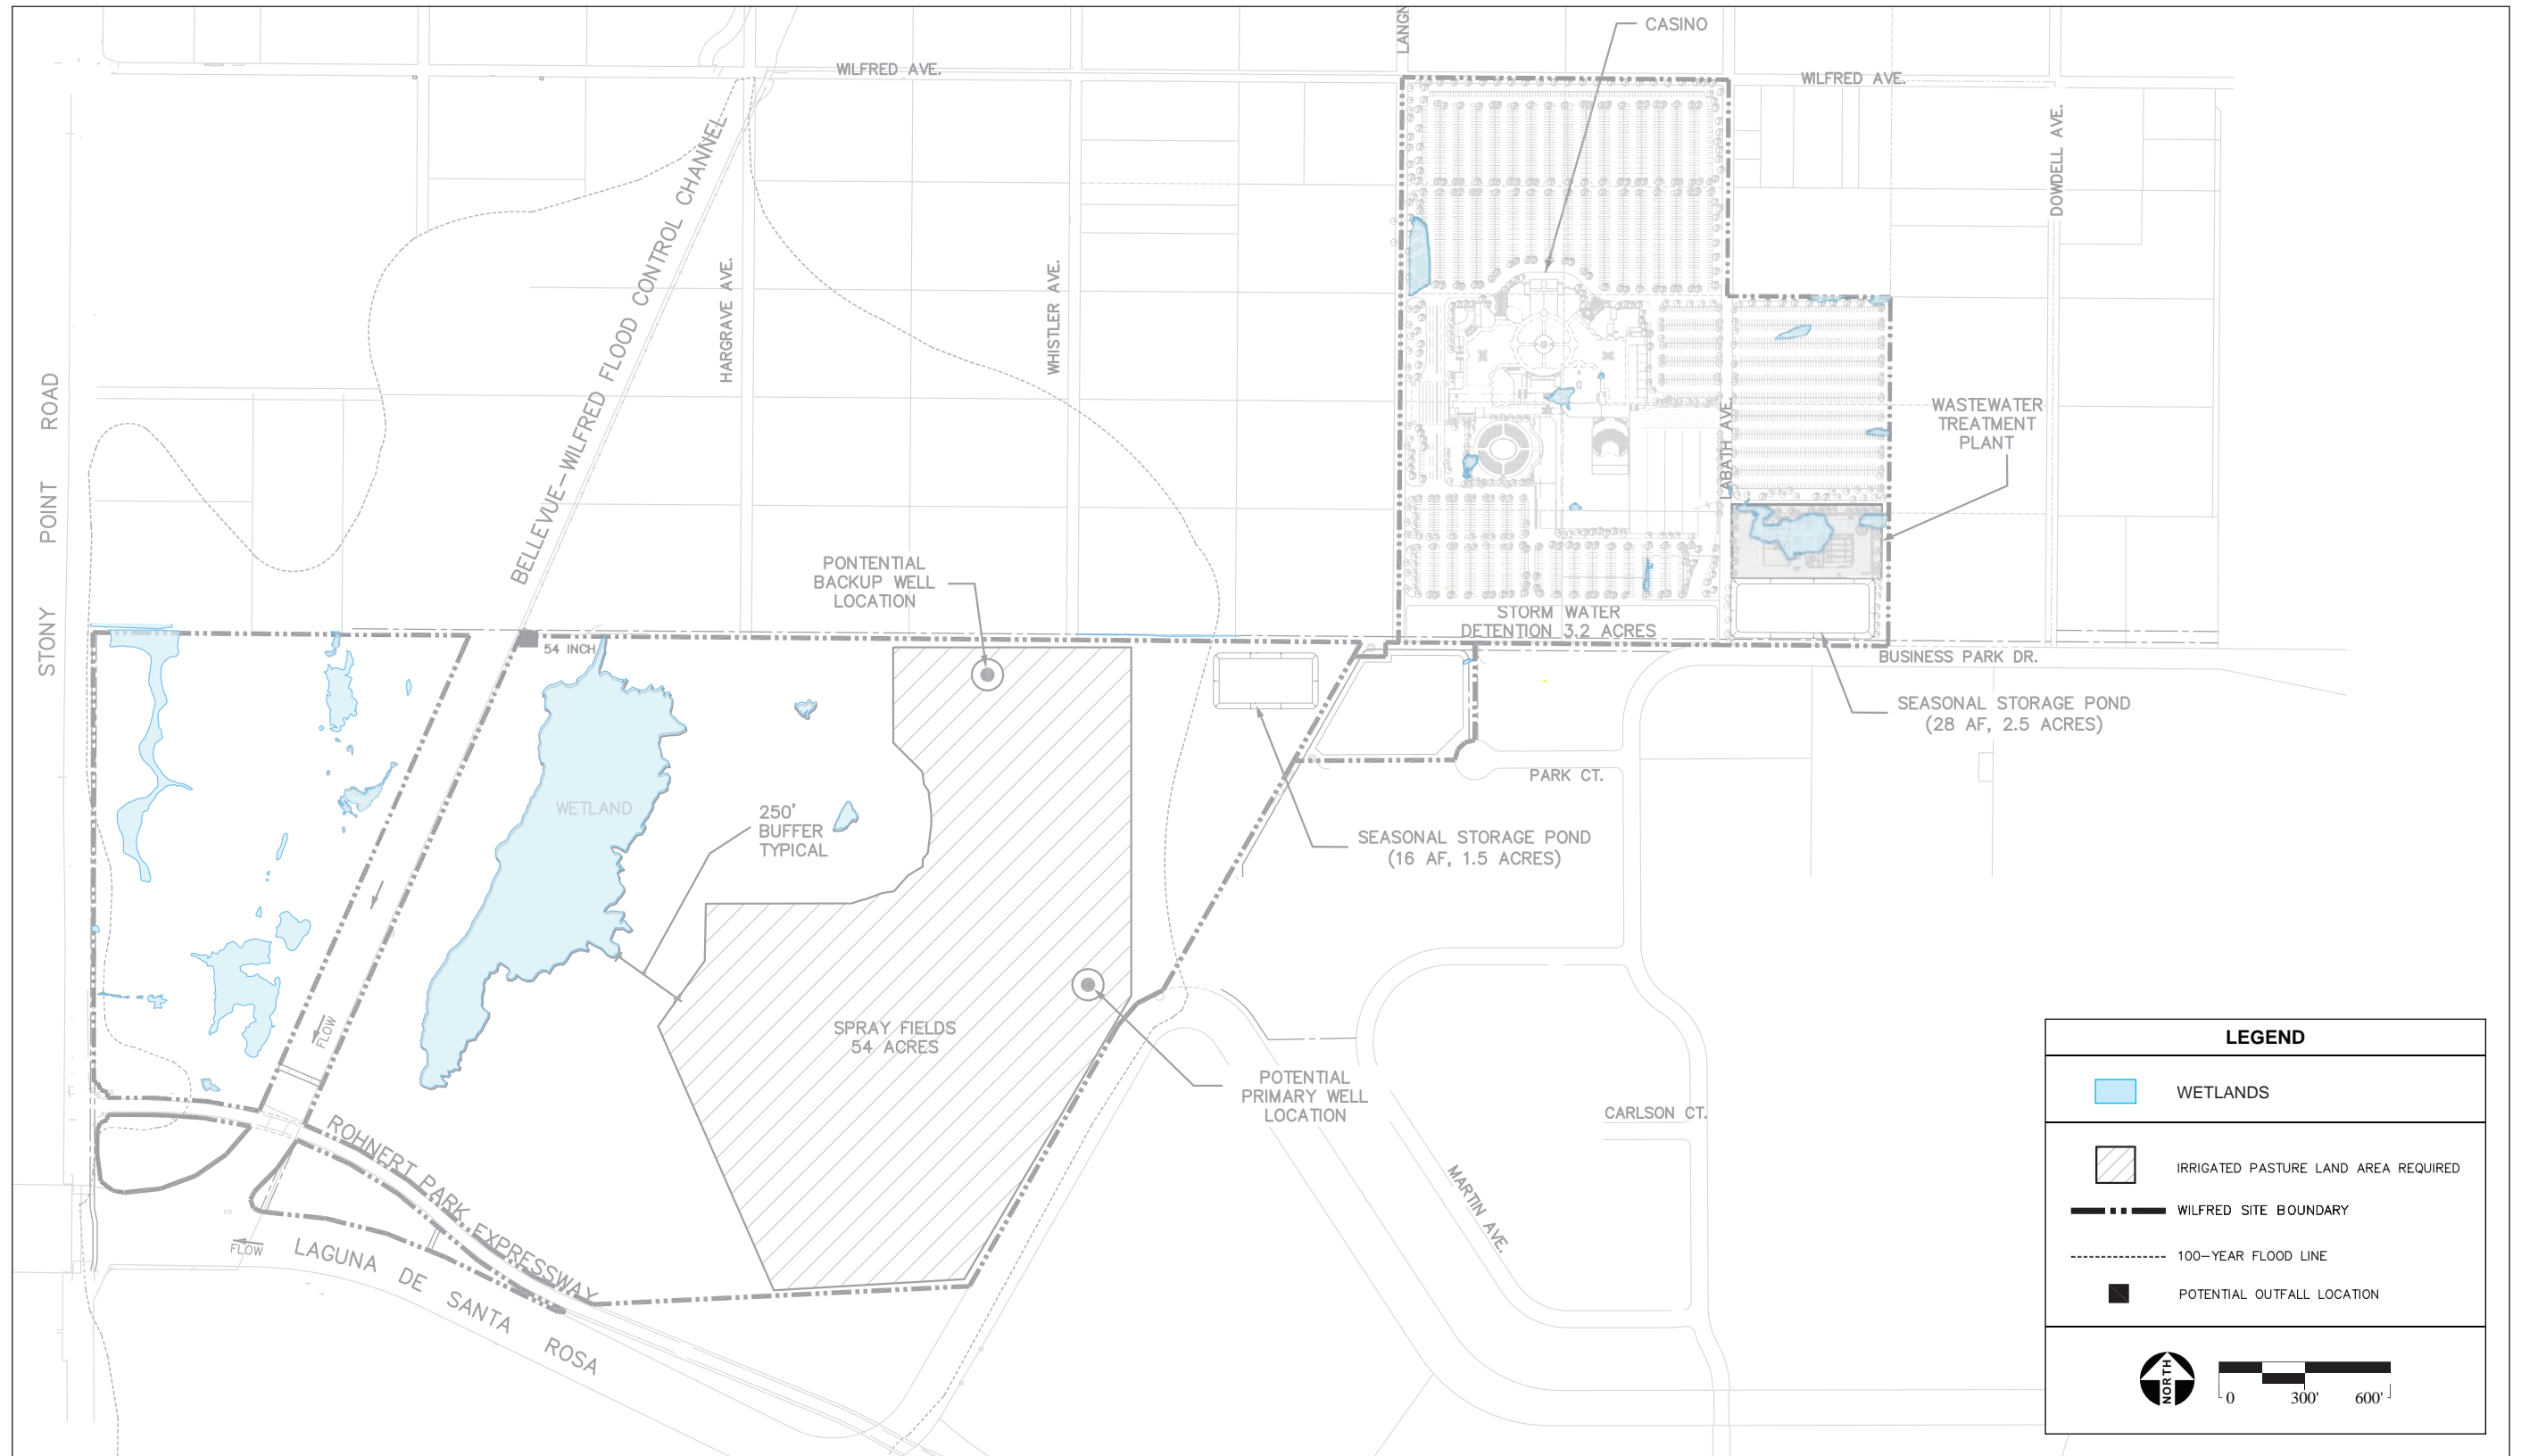 CASINO
LANGN
WILFRED AVE.
WILFRED AVE.
DOWDELL AVE.
BELLEVUE-WILFRED FLOOD CONTROL CHANNEL
HARGRAVE AVE.
WHISTLER AVE.
STONY POINT ROAD
LABATH AVE.
WASTEWATER
TREATMENT
PLANT
PONTENTIAL
BACKUP WELL
LOCATION
54 INCH
STORM WATER
DETENTION 3.2 ACRES
BUSINESS PARK DR.
SEASONAL STORAGE POND
(28 AF, 2.5 ACRES)
PARK CT.
WETLAND
250'
BUFFER
TYPICAL
SEASONAL STORAGE POND
(16 AF, 1.5 ACRES)
SPRAY FIELDS
54 ACRES
FLOW
POTENTIAL
PRIMARY WELL
LOCATION
CARLSON CT.
MARTIN AVE.
ROHNERT PARK EXPRESSWAY
FLOW
LAGUNA DE SANTA ROSA
LEGEND
WETLANDS
IRRIGATED PASTURE LAND AREA REQUIRED
WILFRED SITE BOUNDARY
100-YEAR FLOOD LINE
POTENTIAL OUTFALL LOCATION
NORTH
0 300' 600'